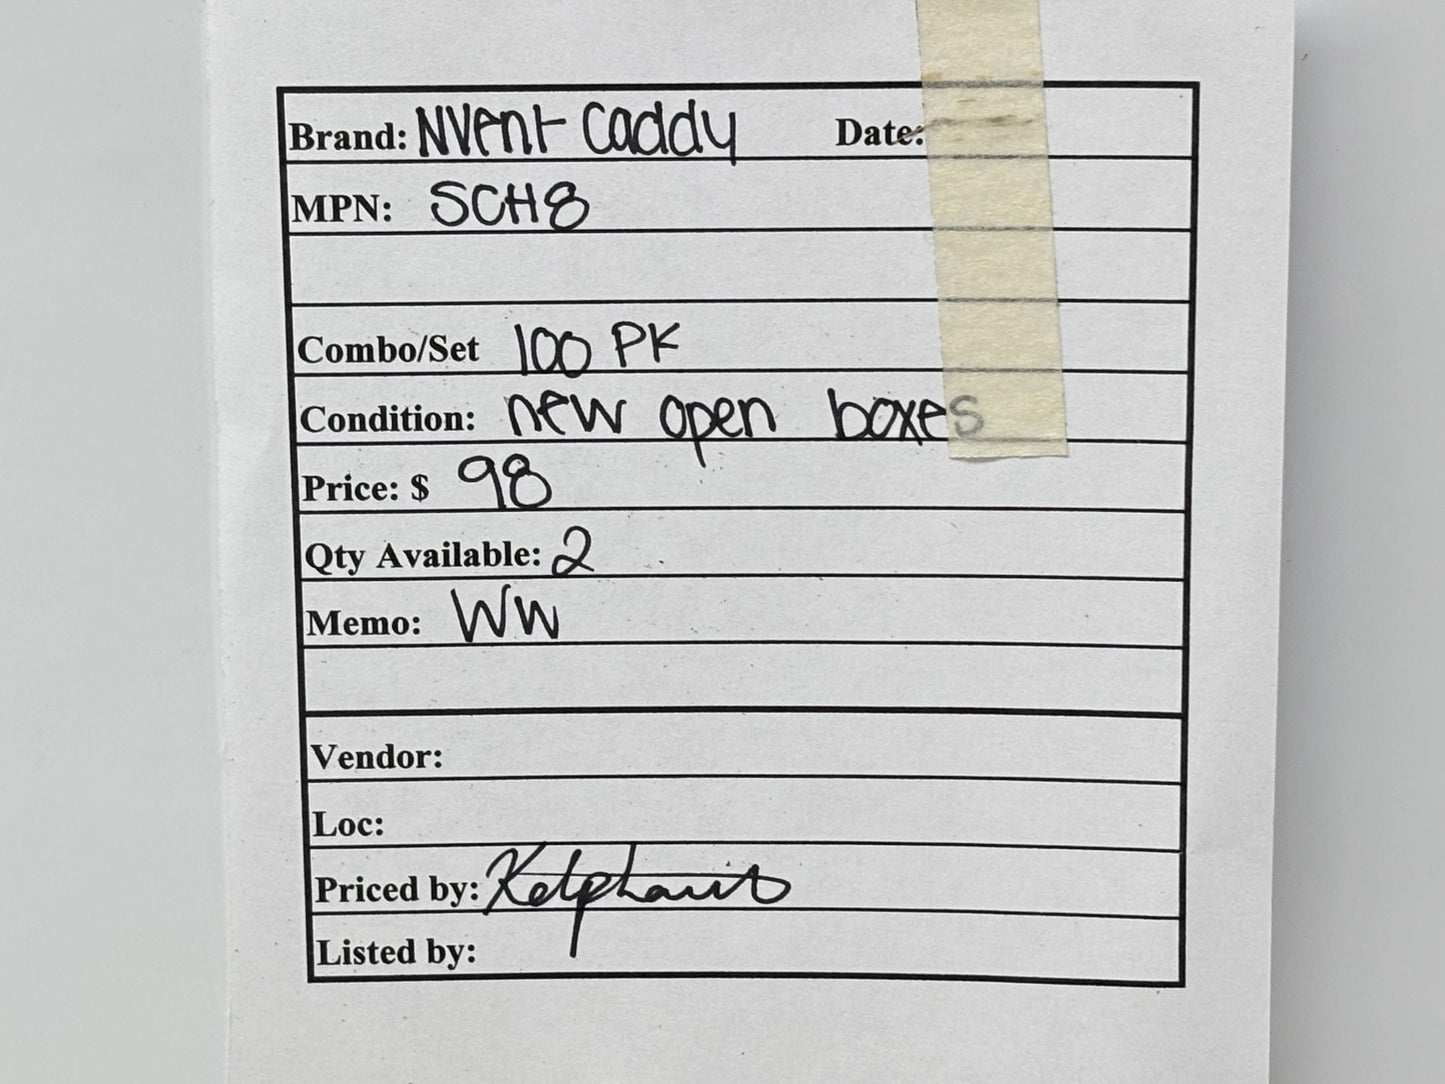 Brand: NVent Caddy Date:
MPN: SCH8
Combo/Set 100 PK
Condition: new open boxes
Price: $ 98
Qty Available: 2
Memo: WW
Vendor:
Loc:
Priced by:
Listed by: